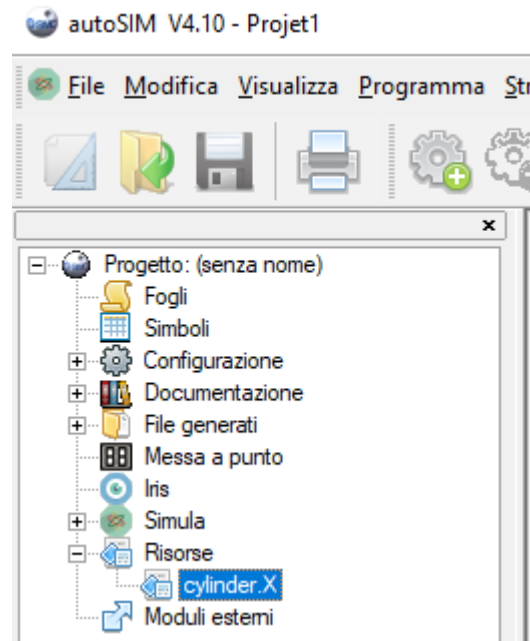 autoSIM V4.10 - Projet1
File Modifica Visualizza Programma
Progetto: (senza nome)
Fogli
Simboli
Configurazione
Documentazione
File generati
Messa a punto
Iris
Simula
Risorse
cylinder.X
Moduli esterni